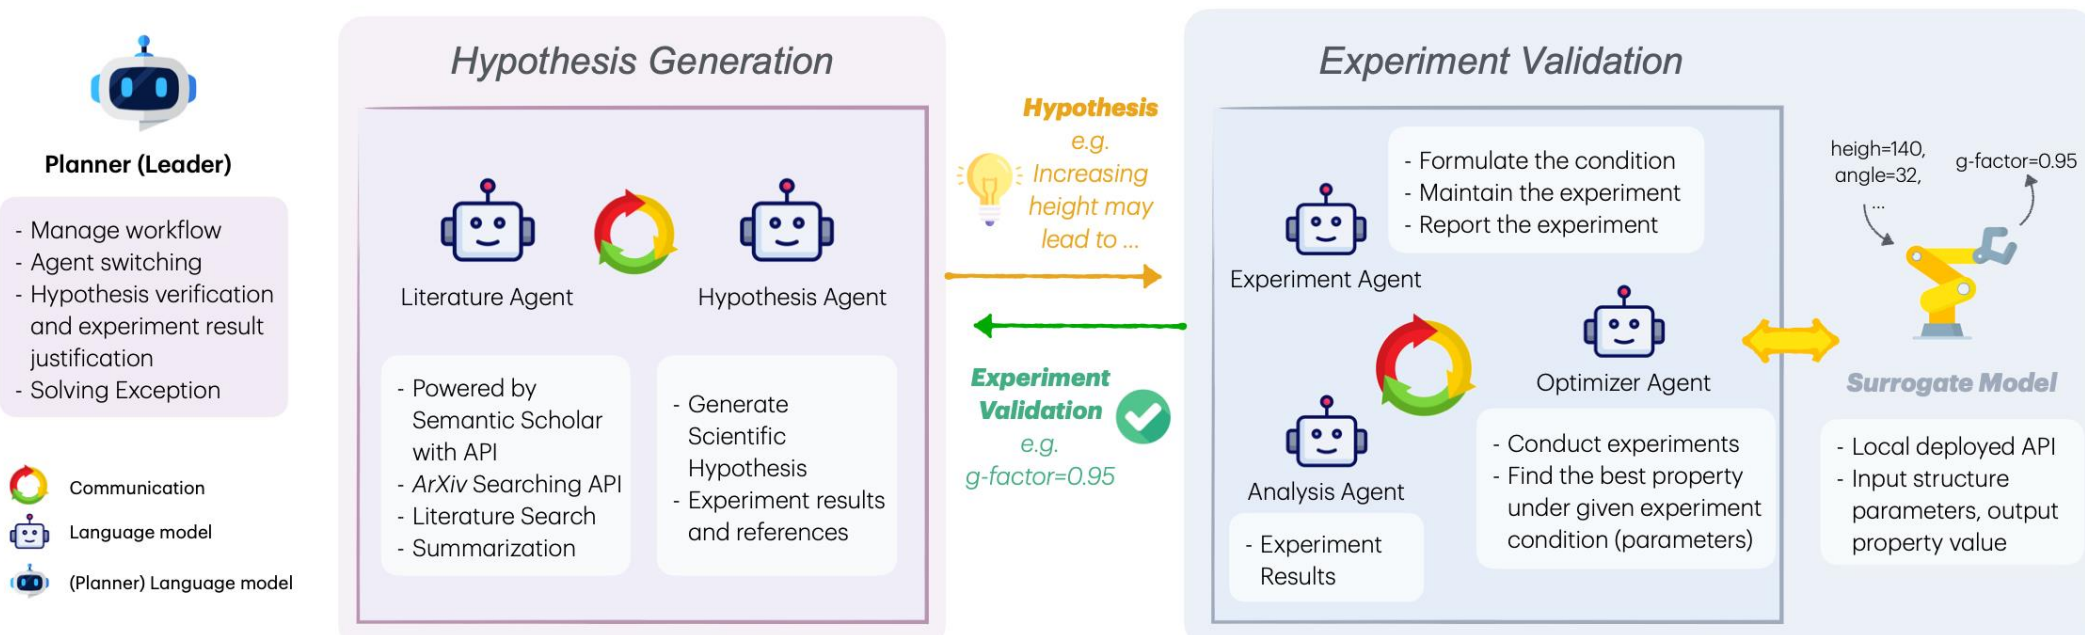 Planner (Leader)
- Manage workflow
- Agent switching
- Hypothesis verification
and experiment result
justification
- Solving Exception
Communication
Language model
(Planner) Language model
Hypothesis Generation
Literature Agent
Hypothesis Agent
- Powered by
Semantic Scholar
with API
- ArXiv Searching API
- Literature Search
- Summarization
- Generate
Scientific
Hypothesis
- Experiment results
and references
Hypothesis
e.g.
Increasing
height may
lead to ...
Experiment
Validation
e.g.
g-factor=0.95
Experiment Validation
- Formulate the condition
- Maintain the experiment
- Report the experiment
Experiment Agent
Optimizer Agent
Analysis Agent
- Experiment
Results
- Conduct experiments
- Find the best property
under given experiment
condition (parameters)
heigh=140,
angle=32,
...
g-factor=0.95
Surrogate Model
- Local deployed API
- Input structure
parameters, output
property value